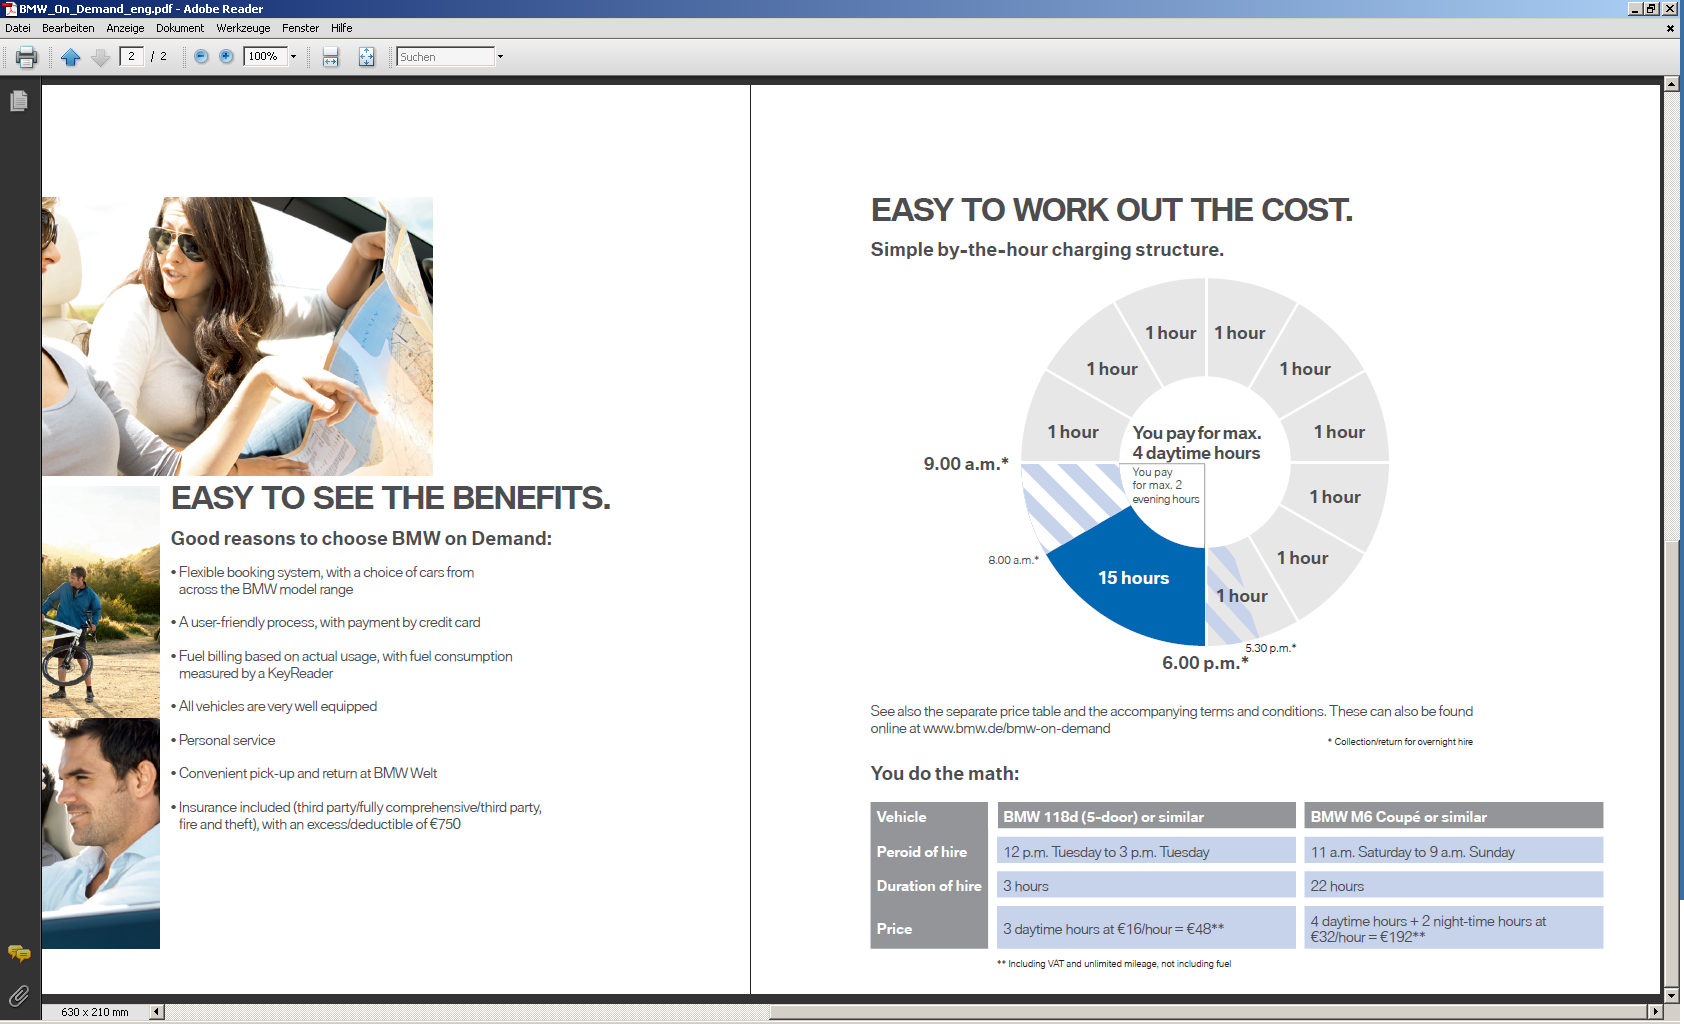 BMW_On_Demand_eng.pdf - Adobe Reader
Datei Bearbeiten Anzeige Dokument Werkzeuge Fenster Hilfe
2 / 2 100% Suchen
EASY TO SEE THE BENEFITS.
Good reasons to choose BMW on Demand:
• Flexible booking system, with a choice of cars from
across the BMW model range
• A user-friendly process, with payment by credit card
• Fuel billing based on actual usage, with fuel consumption
measured by a KeyReader
• All vehicles are very well equipped
• Personal service
• Convenient pick-up and return at BMW Welt
• Insurance included (third party/fully comprehensive/third party,
fire and theft), with an excess/deductible of €750
EASY TO WORK OUT THE COST.
Simple by-the-hour charging structure.
1 hour 1 hour
1 hour 1 hour
1 hour 1 hour
You pay for max.
4 daytime hours
9.00 a.m.*
You pay
for max. 2
evening hours
1 hour
8.00 a.m.*
1 hour
15 hours
1 hour
5.30 p.m.*
6.00 p.m.*
See also the separate price table and the accompanying terms and conditions. These can also be found
online at www.bmw.de/bmw-on-demand
* Collection/return for overnight hire
You do the math:
Vehicle BMW 118d (5-door) or similar BMW M6 Coupé or similar
Peroid of hire 12 p.m. Tuesday to 3 p.m. Tuesday 11 a.m. Saturday to 9 a.m. Sunday
Duration of hire 3 hours 22 hours
Price 3 daytime hours at €16/hour = €48** 4 daytime hours + 2 night-time hours at
€32/hour = €192**
** Including VAT and unlimited mileage, not including fuel
630 x 210 mm